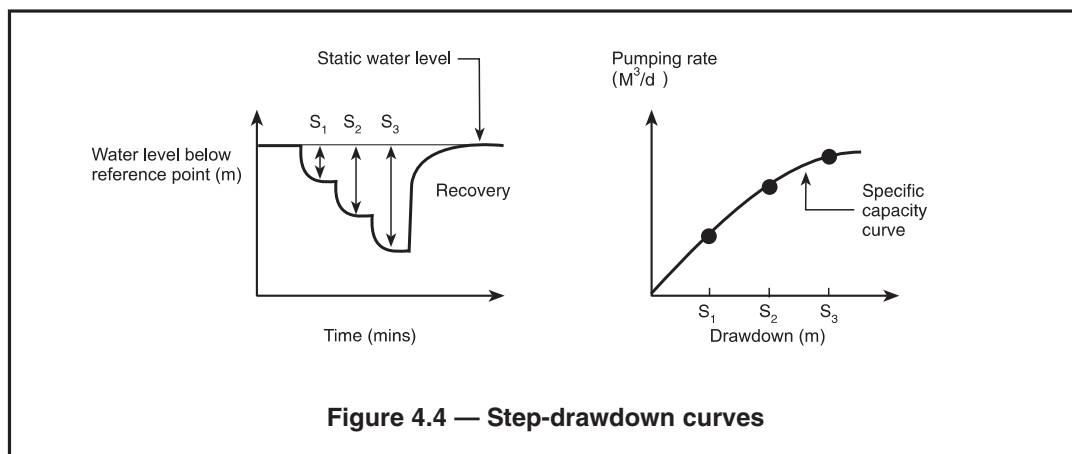 Static water level
S1 S2 S3
Water level below
reference point (m)
Recovery
Time (mins)
Pumping rate
(M3/d )
Specific
capacity
curve
S1 S2 S3
Drawdown (m)
Figure 4.4 — Step-drawdown curves